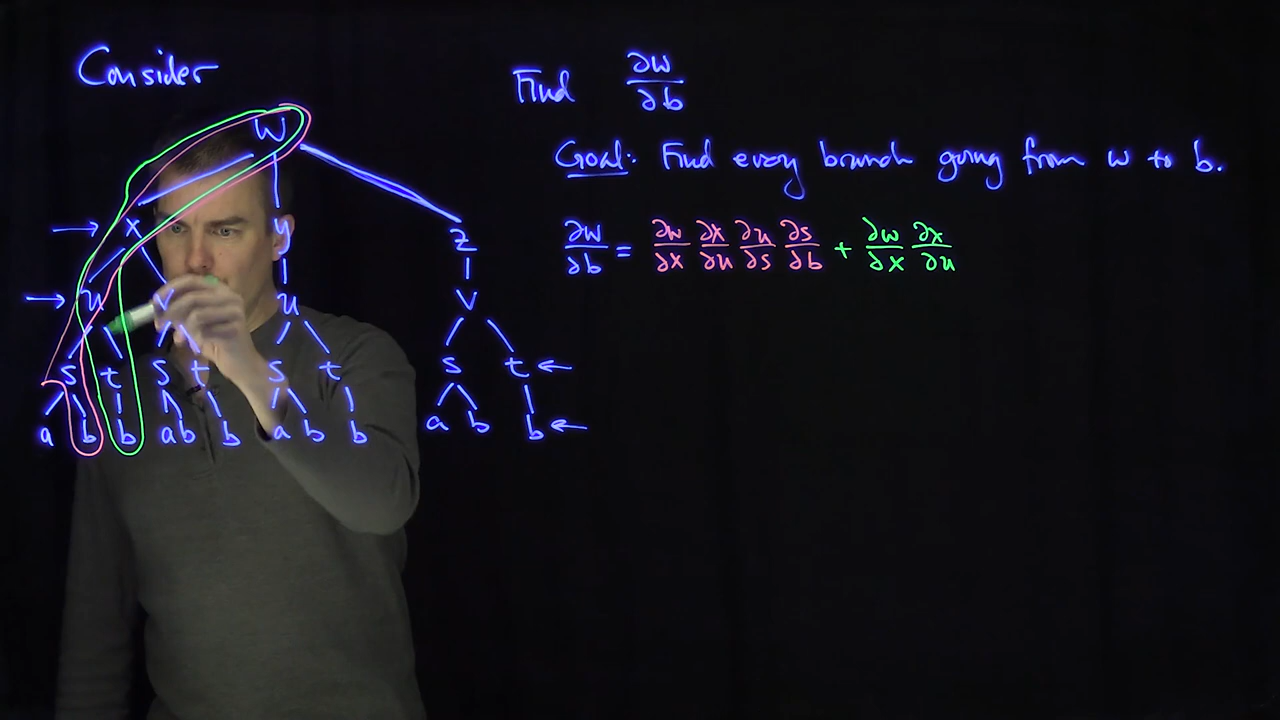 Consider
Find ∂w/∂b
Goal: Find every branch going from w to b.
∂w/∂b = ∂w/∂x ∂x/∂u ∂u/∂s ∂s/∂b + ∂w/∂x ∂x/∂u
w
→ x y z
→ u v u v
s t s t s t s t ←
a b b a b b a b b a b b ←